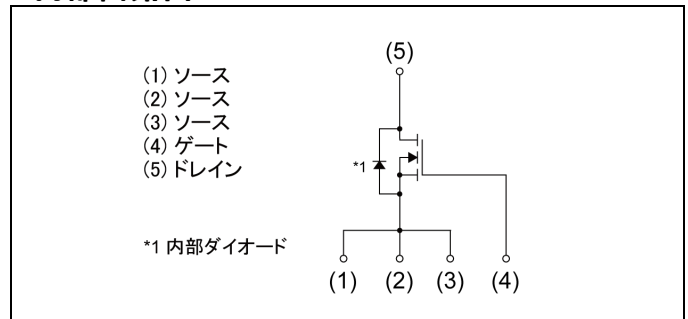 (5)
(1) ソース
(2) ソース
(3) ソース
(4) ゲート
(5) ドレイン
*1
*1 内部ダイオード
(1) (2) (3) (4)